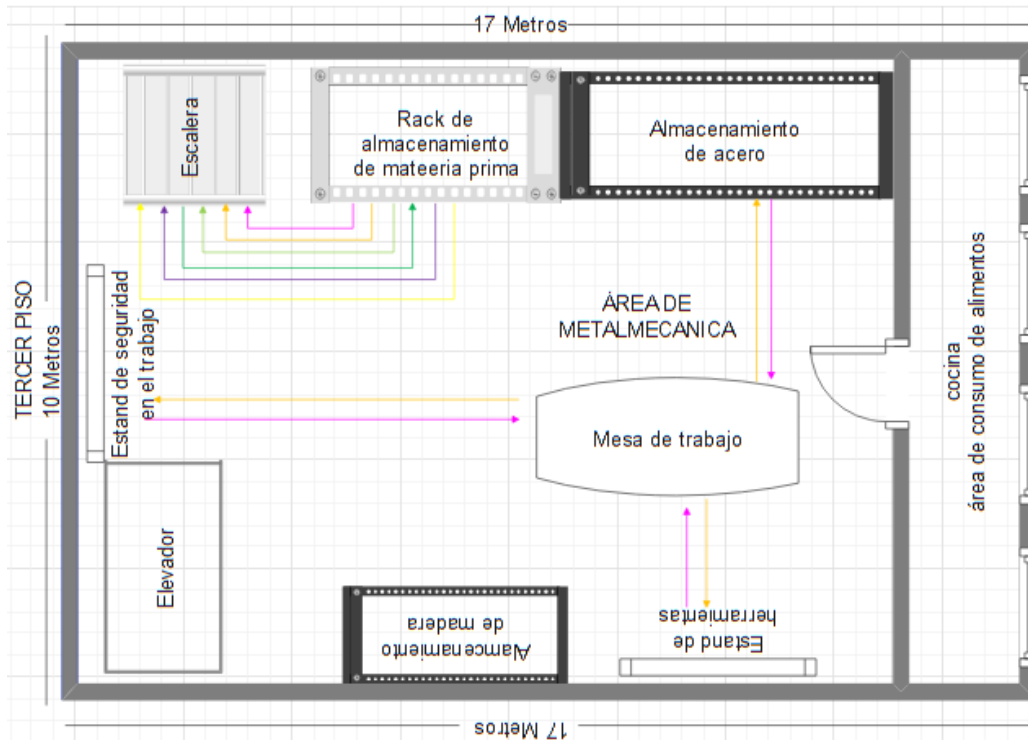 17 Metros
Escalera
Rack de
almacenamiento
de mateeria prima
Almacenamiento
de acero
TERCER PISO
10 Metros
Estand de seguridad
en el trabajo
ÁREA DE
METALMECANICA
cocina
área de consumo de alimentos
Mesa de trabajo
Elevador
Alamcenamiento
de madera
Estand de
herramientas
17 Metros